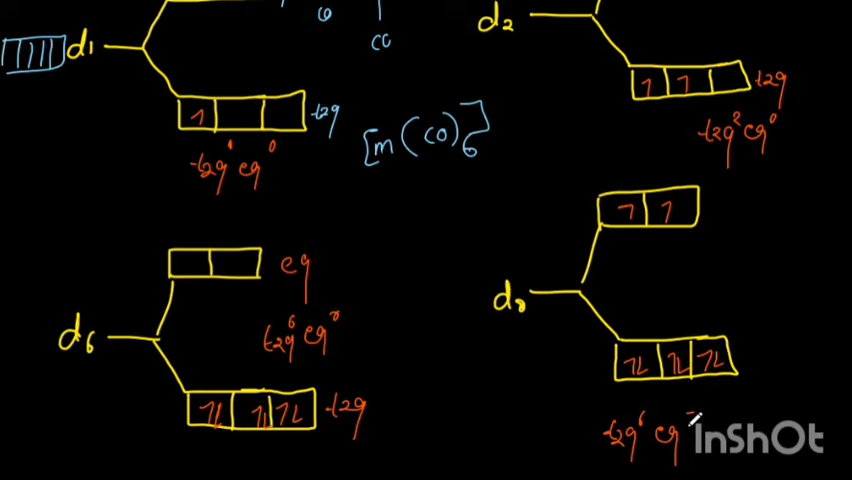 co
d₁
t₂g
t₂g¹ eg⁰
[m(co)₆]
d₂
t₂g
t₂g² eg⁰
eg
d₆
t₂g⁶ eg⁰
t₂g
d₈
t₂g⁶ eg
InShOt